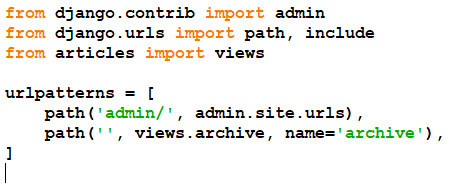 from django.contrib import admin
from django.urls import path, include
from articles import views

urlpatterns = [
    path('admin/', admin.site.urls),
    path('', views.archive, name='archive'),
]